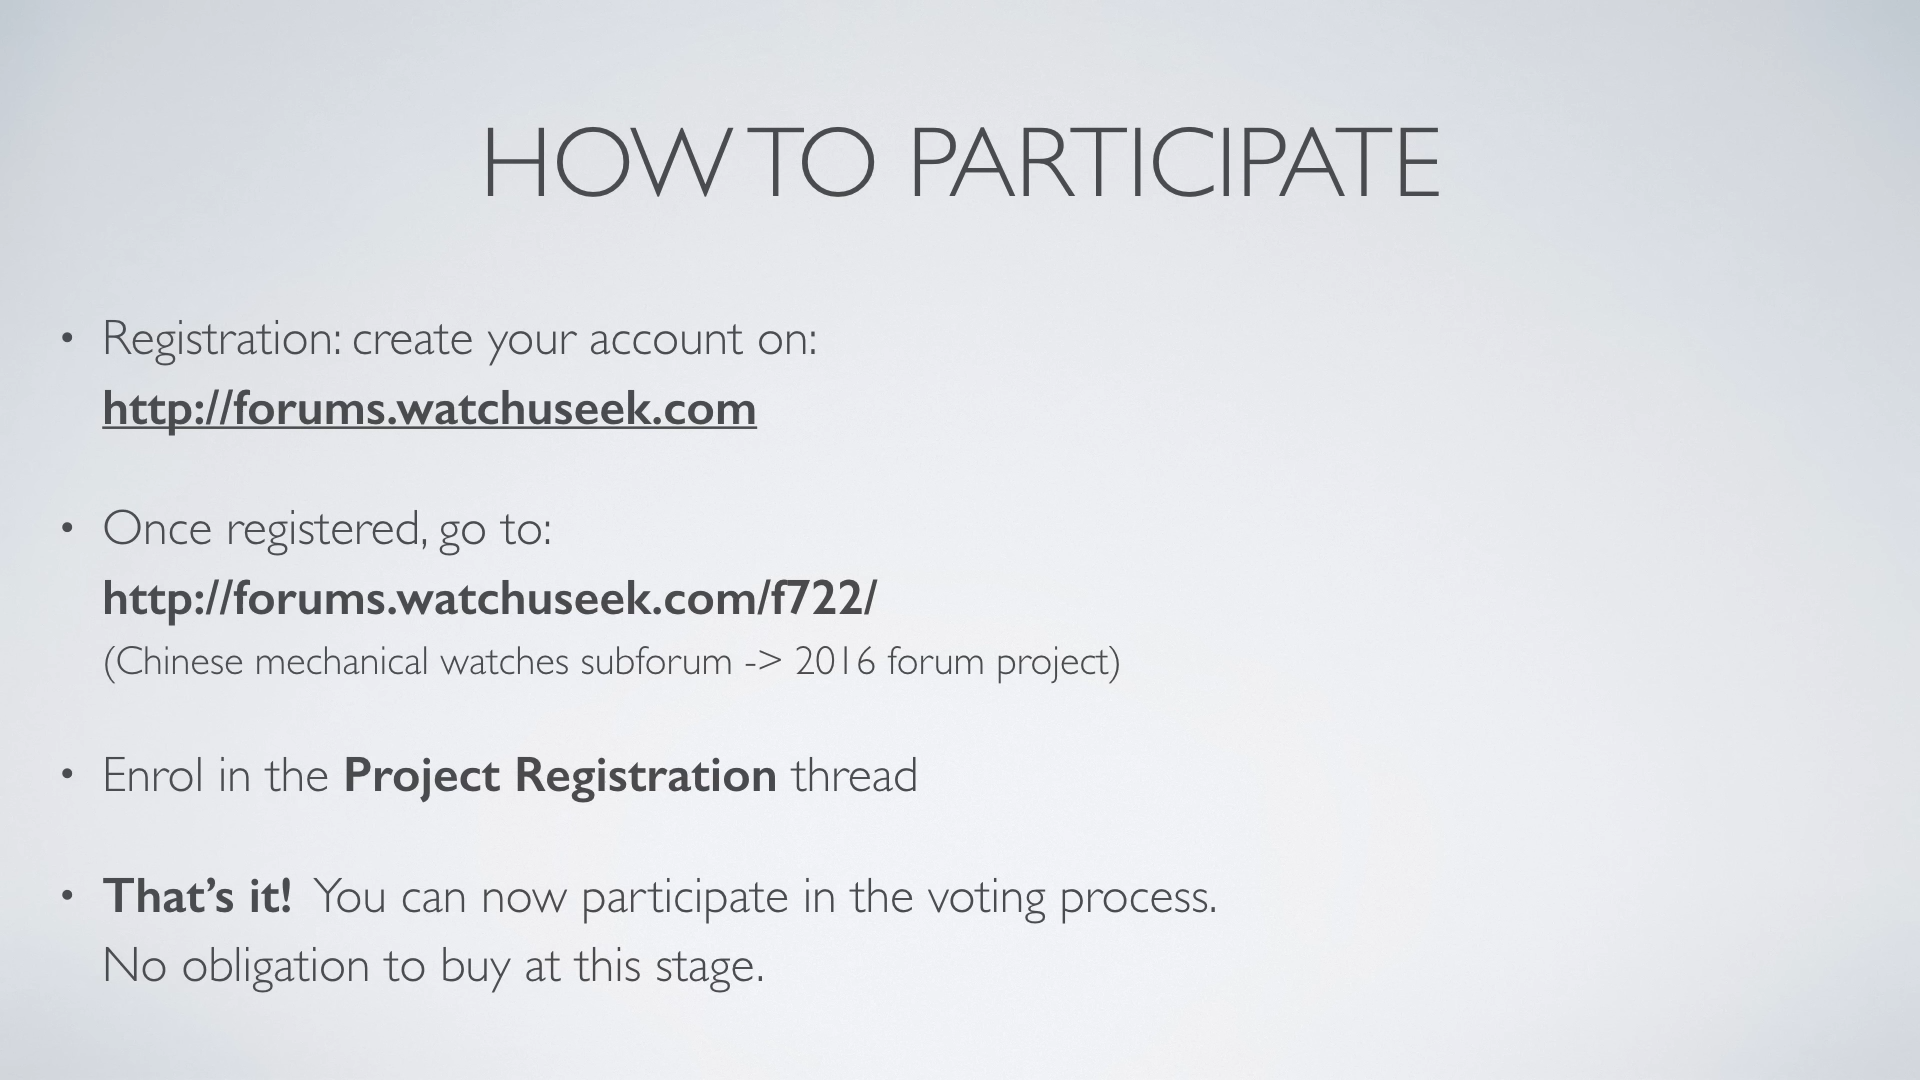 HOW TO PARTICIPATE
• Registration: create your account on:
http://forums.watchuseek.com
• Once registered, go to:
http://forums.watchuseek.com/f722/
(Chinese mechanical watches subforum -> 2016 forum project)
• Enrol in the Project Registration thread
• That’s it! You can now participate in the voting process.
No obligation to buy at this stage.